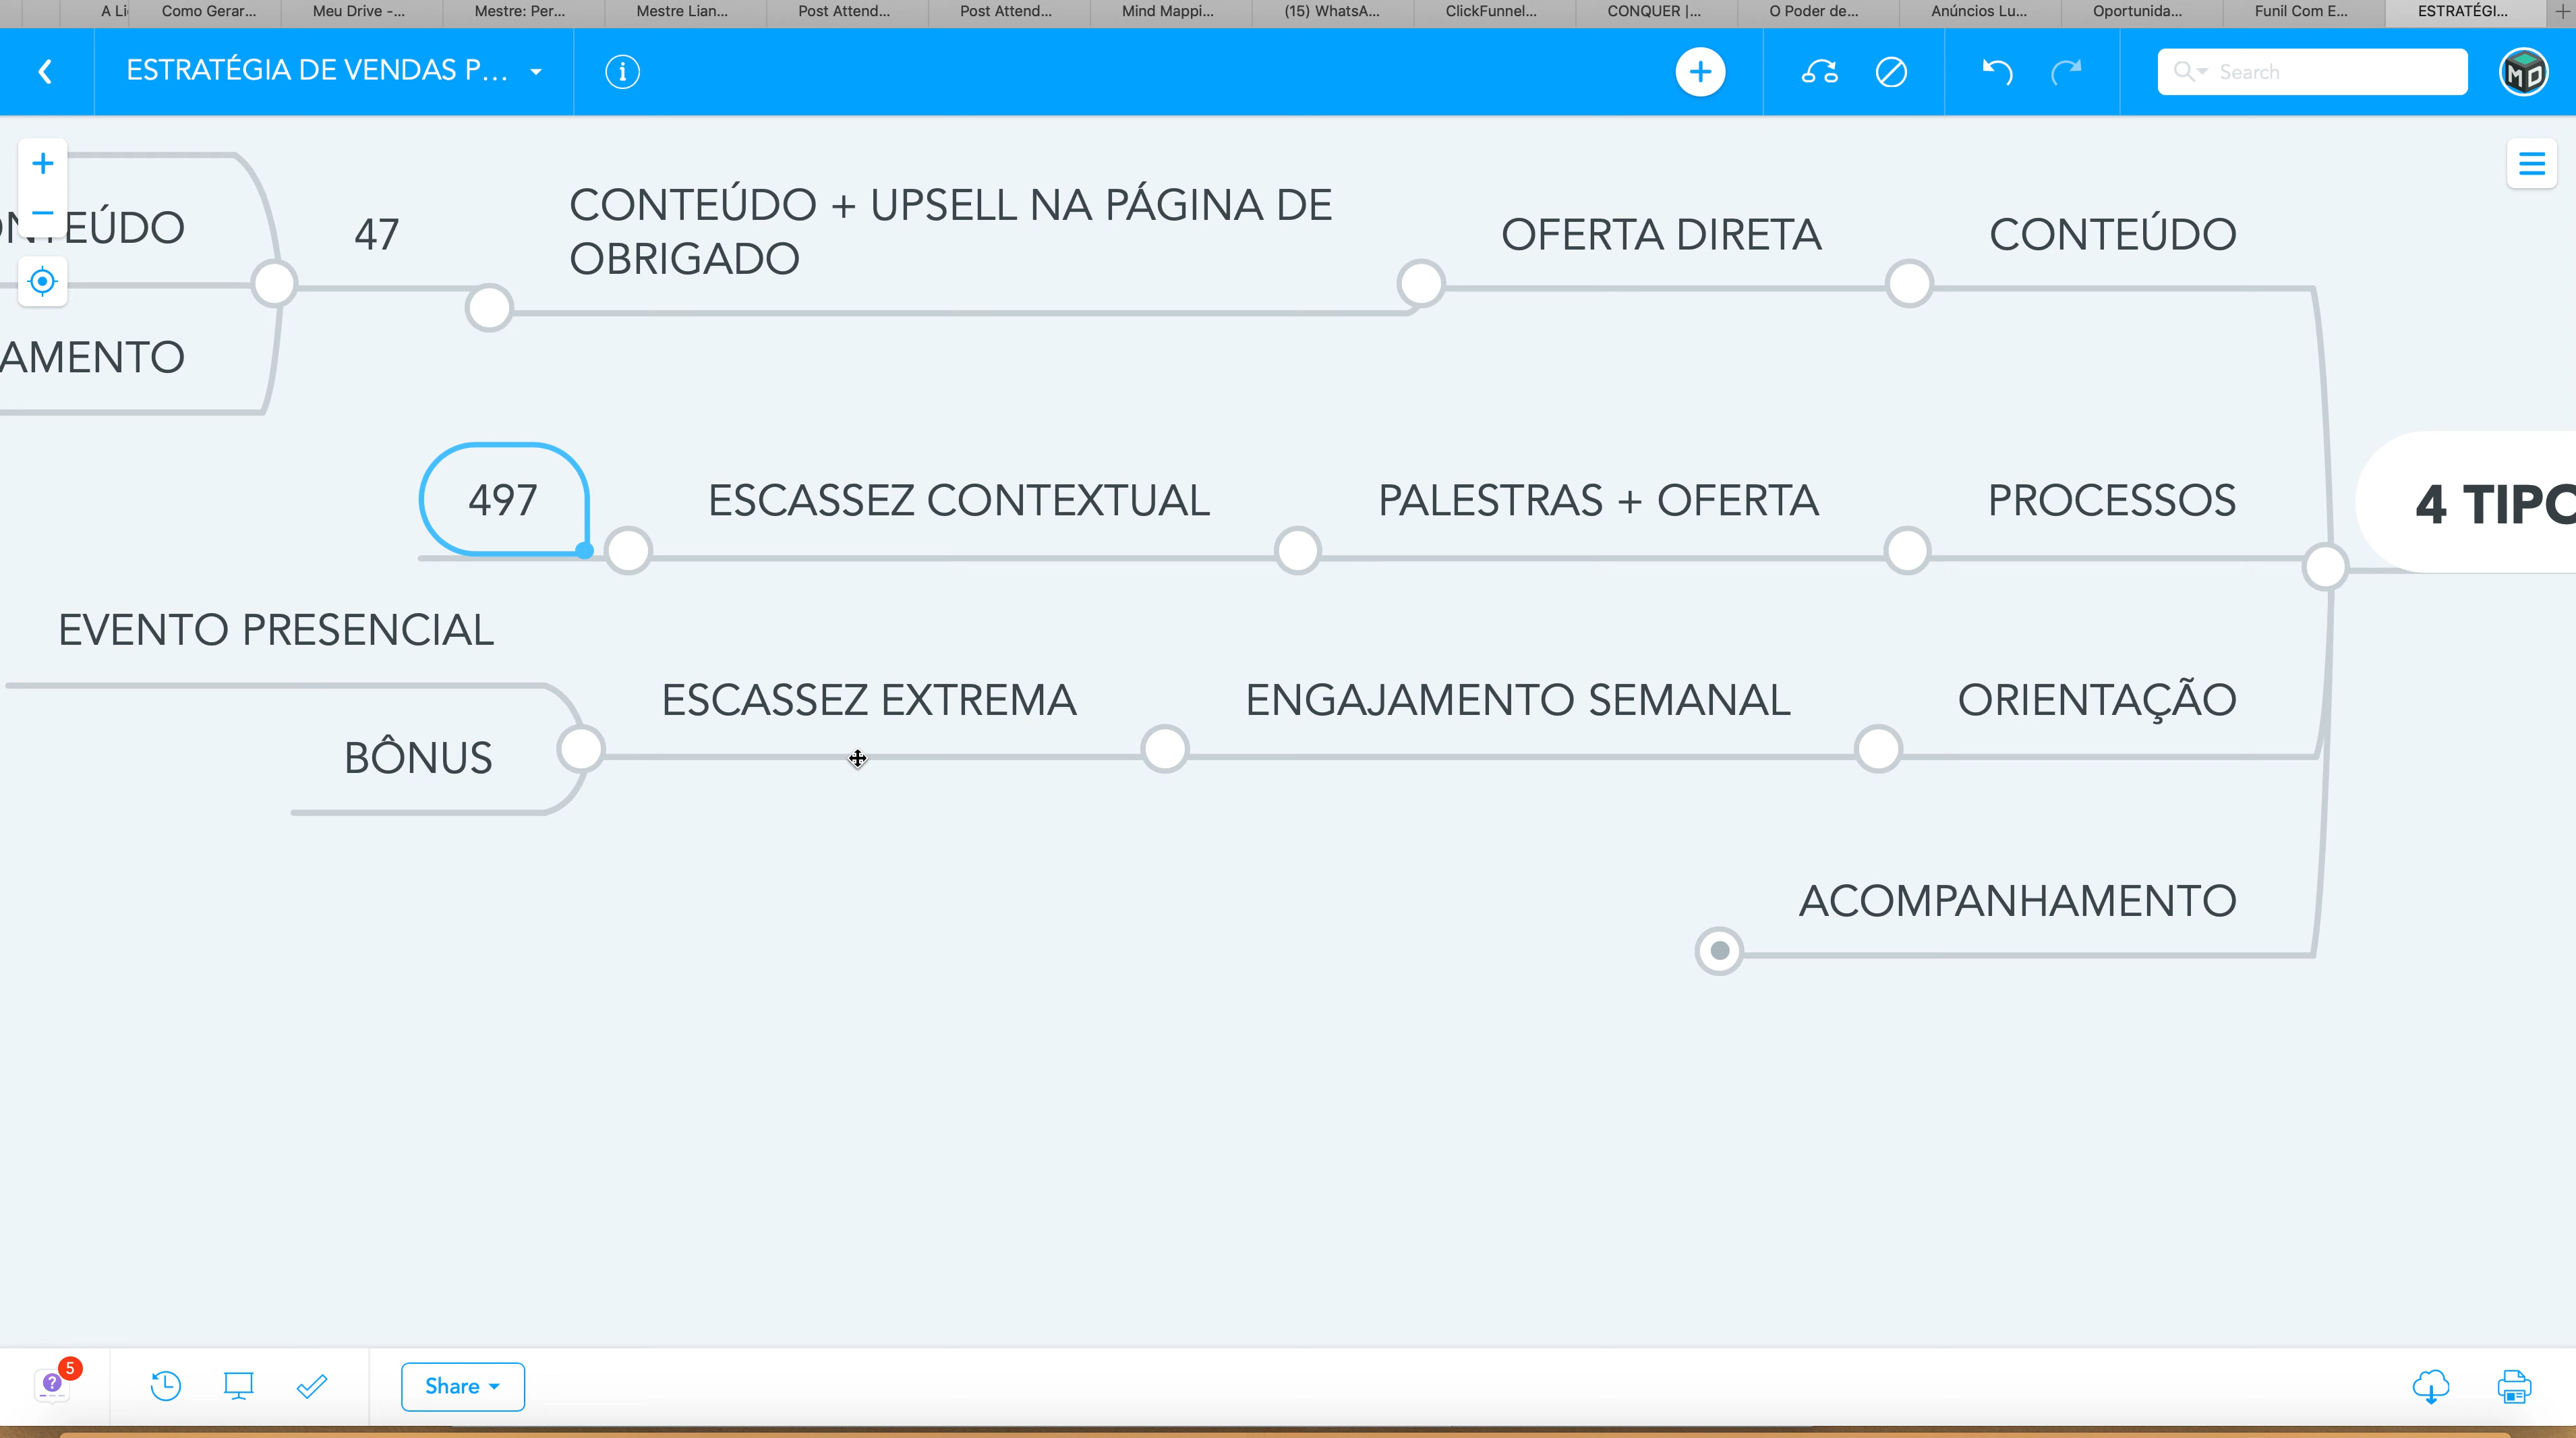 A Li
Como Gerar...
Meu Drive -...
Mestre: Per...
Mestre Lian...
Post Attend...
Post Attend...
Mind Mappi...
(15) WhatsA...
ClickFunnel...
CONQUER |...
O Poder de...
Anúncios Lu...
Oportunida...
Funil Com E...
ESTRATÉGI...
ESTRATÉGIA DE VENDAS P...
Search
EÚDO
47
CONTEÚDO + UPSELL NA PÁGINA DE
OBRIGADO
OFERTA DIRETA
CONTEÚDO
AMENTO
497
ESCASSEZ CONTEXTUAL
PALESTRAS + OFERTA
PROCESSOS
4 TIPO
EVENTO PRESENCIAL
ESCASSEZ EXTREMA
ENGAJAMENTO SEMANAL
ORIENTAÇÃO
BÔNUS
ACOMPANHAMENTO
5
Share